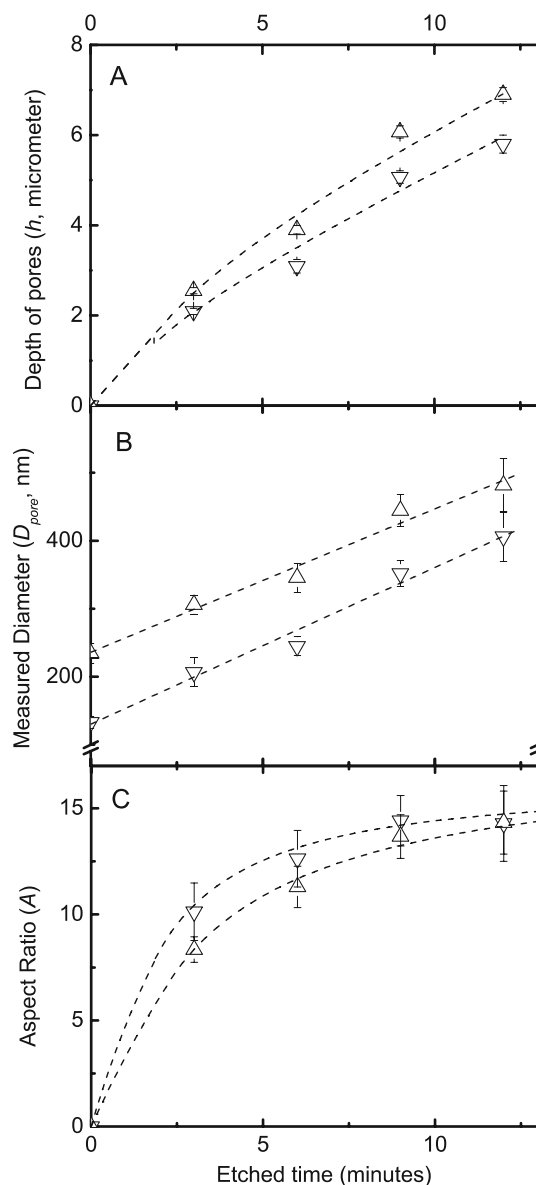 0 5 10
A
8
6
4
2
0
Depth of pores (h, micrometer)
B
400
200
Measured Diameter (Dpore, nm)
C
15
10
5
0
Aspect Ratio (A)
0 5 10
Etched time (minutes)